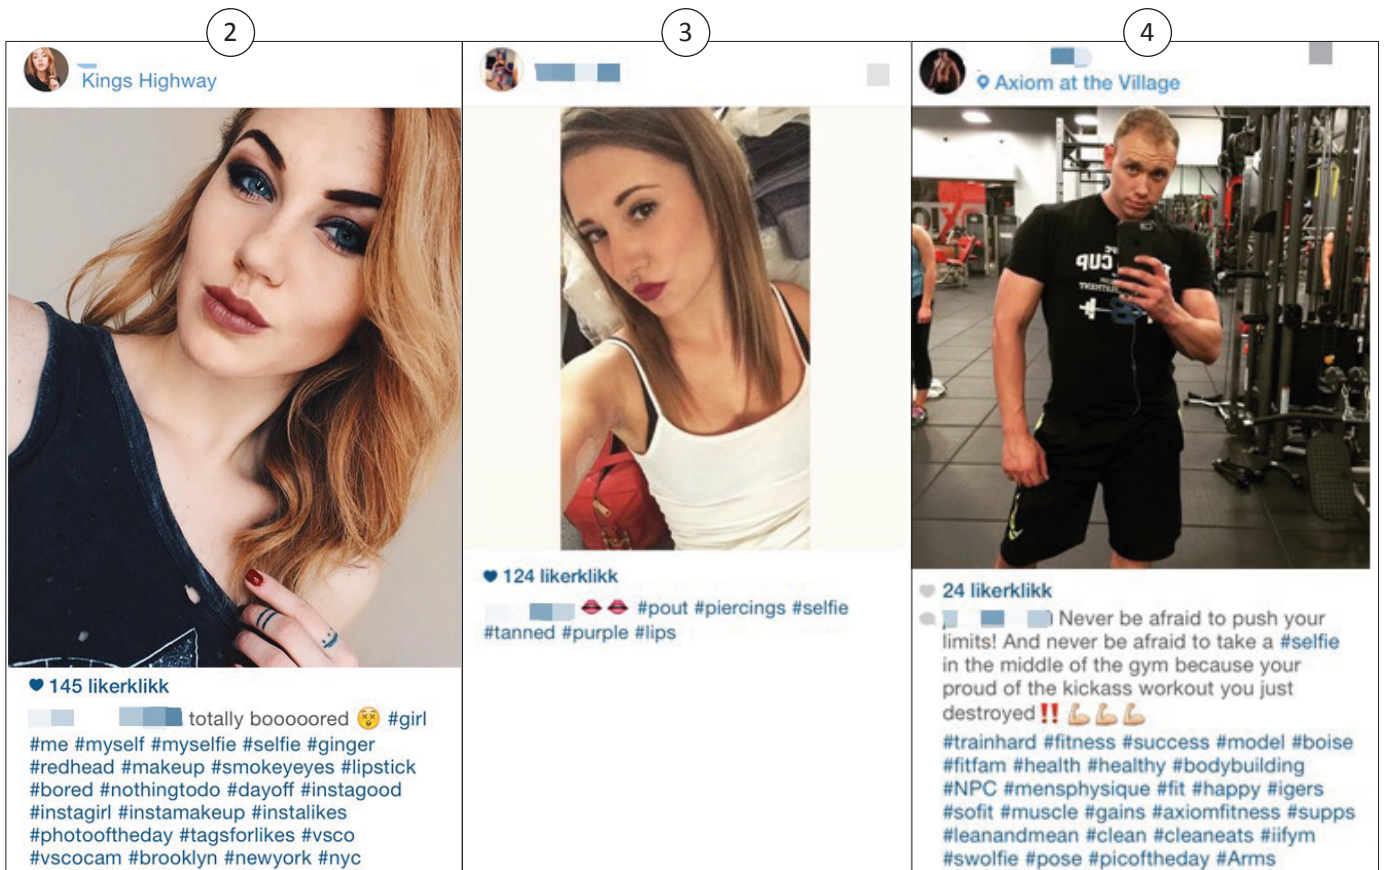 2
Kings Highway
145 likerklikk
totally booooored 😵 #girl
#me #myself #myselfie #selfie #ginger
#redhead #makeup #smokeyeyes #lipstick
#bored #nothingtodo #dayoff #instagood
#instagirl #instamakeup #instalikes
#photooftheday #tagsforlikes #vsco
#vscocam #brooklyn #newyork #nyc
3
124 likerklikk
👄 👄 #pout #piercings #selfie
#tanned #purple #lips
4
Axiom at the Village
CUP
24 likerklikk
Never be afraid to push your
limits! And never be afraid to take a #selfie
in the middle of the gym because your
proud of the kickass workout you just
destroyed ‼️ 💪💪💪
#trainhard #fitness #success #model #boise
#fitfam #health #healthy #bodybuilding
#NPC #mensphysique #fit #happy #igers
#sofit #muscle #gains #axiomfitness #supps
#leanandmean #clean #cleaneats #iifym
#swolfie #pose #picoftheday #Arms